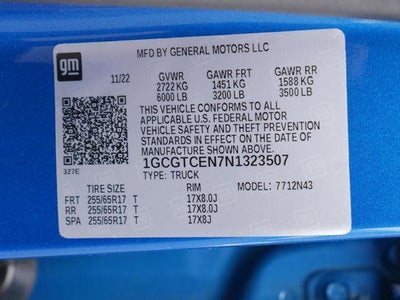 gm
MFD BY GENERAL MOTORS LLC
11/22 GVWR GAWR FRT GAWR RR
2722 KG 1451 KG 1588 KG
6000 LB 3200 LB 3500 LB
THIS VEHICLE CONFORMS TO ALL
APPLICABLE U.S. FEDERAL MOTOR
VEHICLE SAFETY AND THEFT PREVENTION
STANDARDS IN EFFECT ON THE DATE OF
MANUFACTURE SHOWN ABOVE.
1GCGTCEN7N1323507
327E TYPE: TRUCK
TIRE SIZE RIM MODEL: 7712N43
FRT 255/65R17 T 17X8.0J
RR 255/65R17 T 17X8.0J
SPA 255/65R17 T 17X8J